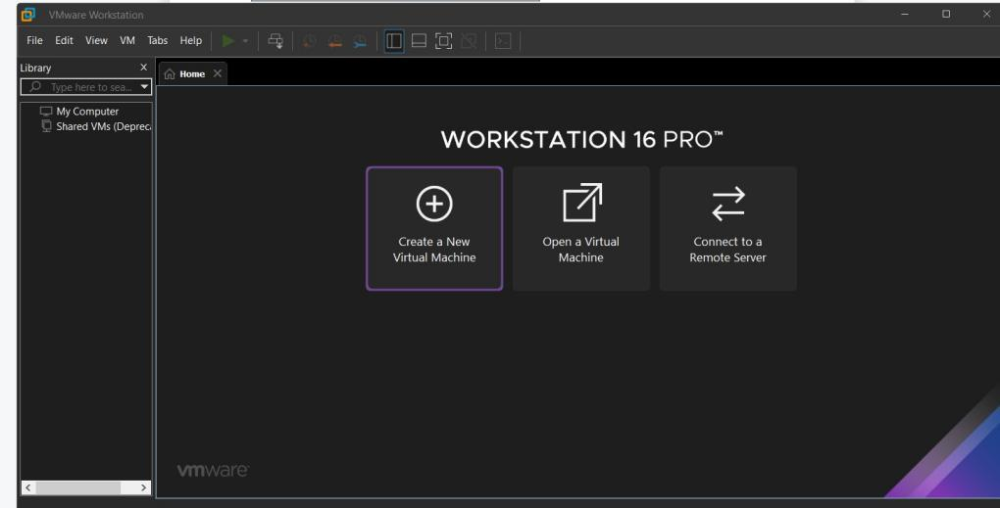 VMware Workstation
File Edit View VM Tabs Help
Library X
Home
Type here to sea...
My Computer
Shared VMs (Depreca
WORKSTATION 16 PRO™
Create a New
Virtual Machine
Open a Virtual
Machine
Connect to a
Remote Server
vmware